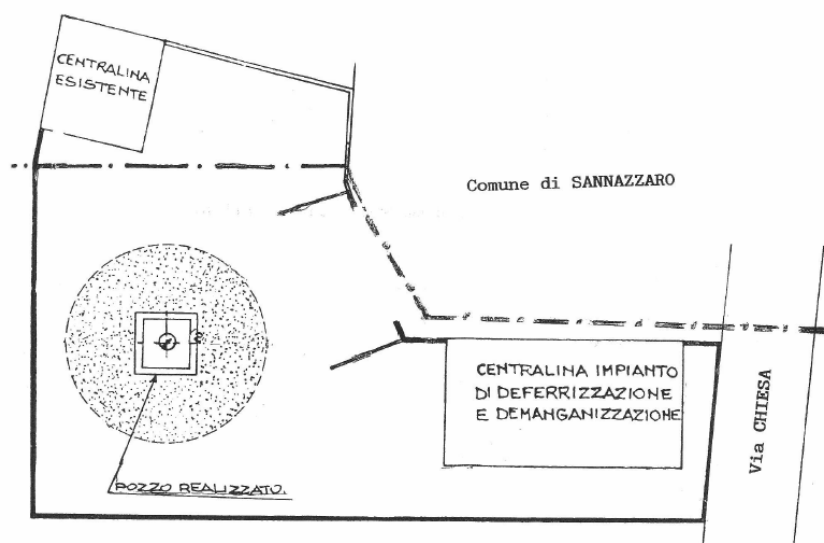 CENTRALINA
ESISTENTE
Comune di SANNAZZARO
CENTRALINA IMPIANTO
DI DEFERRIZZAZIONE
E DEMANGANIZZAZIONE
Via CHIESA
POZZO REALIZZATO.